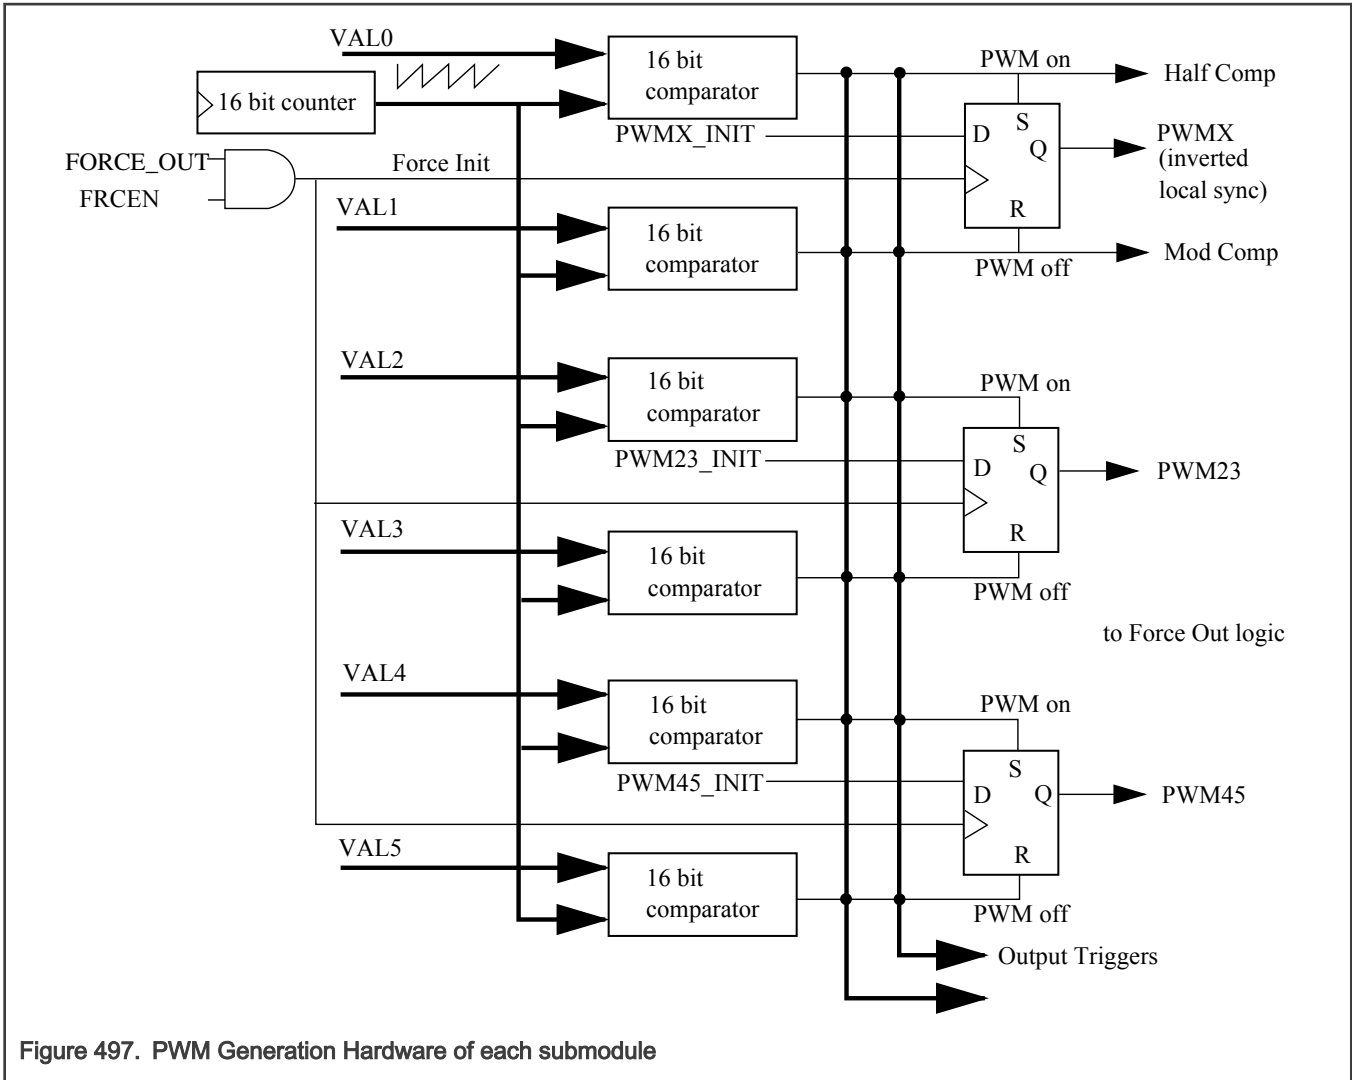 VAL0
16 bit
comparator
PWM on
Half Comp
16 bit counter
PWMX_INIT
D
S
Q
PWMX
(inverted
local sync)
FORCE_OUT
FRCEN
Force Init
VAL1
16 bit
comparator
R
PWM off
Mod Comp
VAL2
16 bit
comparator
PWM on
PWM23_INIT
D
S
Q
PWM23
VAL3
16 bit
comparator
R
PWM off
to Force Out logic
VAL4
16 bit
comparator
PWM on
PWM45_INIT
D
S
Q
PWM45
VAL5
16 bit
comparator
R
PWM off
Output Triggers
Figure 497. PWM Generation Hardware of each submodule